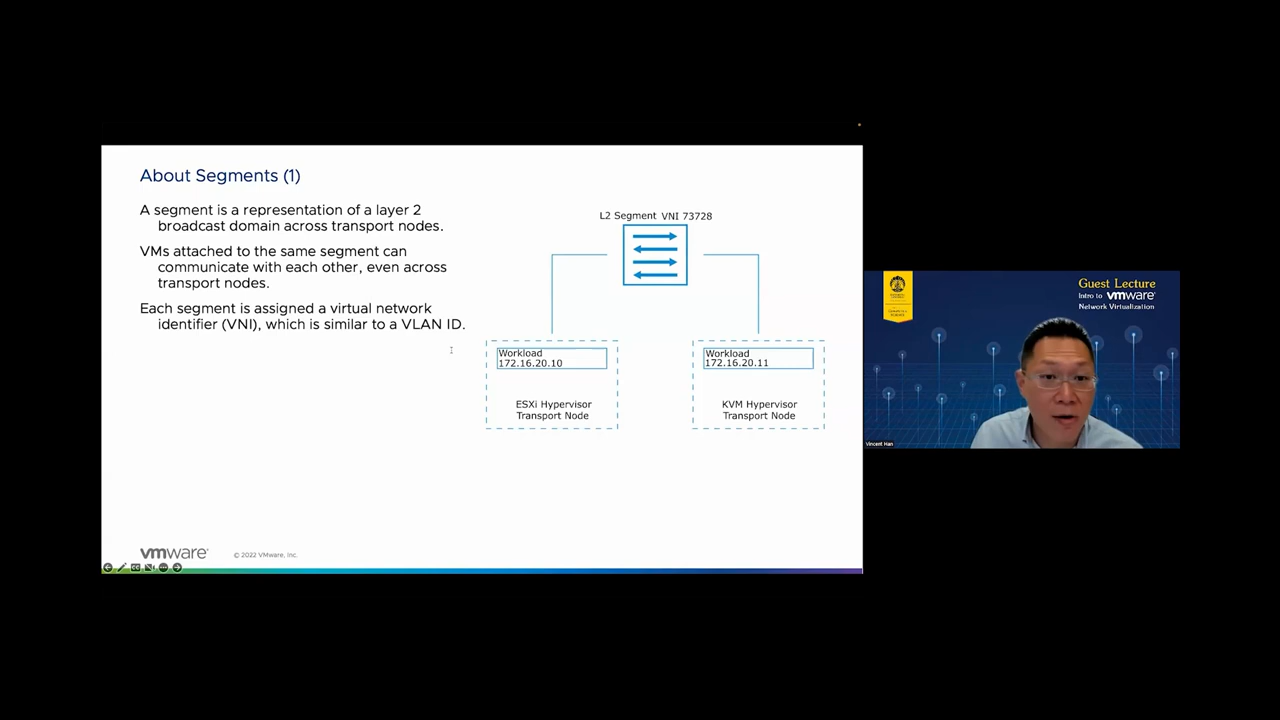 About Segments (1)
A segment is a representation of a layer 2
broadcast domain across transport nodes.
VMs attached to the same segment can
communicate with each other, even across
transport nodes.
Each segment is assigned a virtual network
identifier (VNI), which is similar to a VLAN ID.
L2 Segment VNI 73728
Workload
172.16.20.10
ESXi Hypervisor
Transport Node
Workload
172.16.20.11
KVM Hypervisor
Transport Node
vmware®
© 2022 VMware, Inc.
Guest Lecture
Intro to vmware®
Network Virtualization
Vincent Han